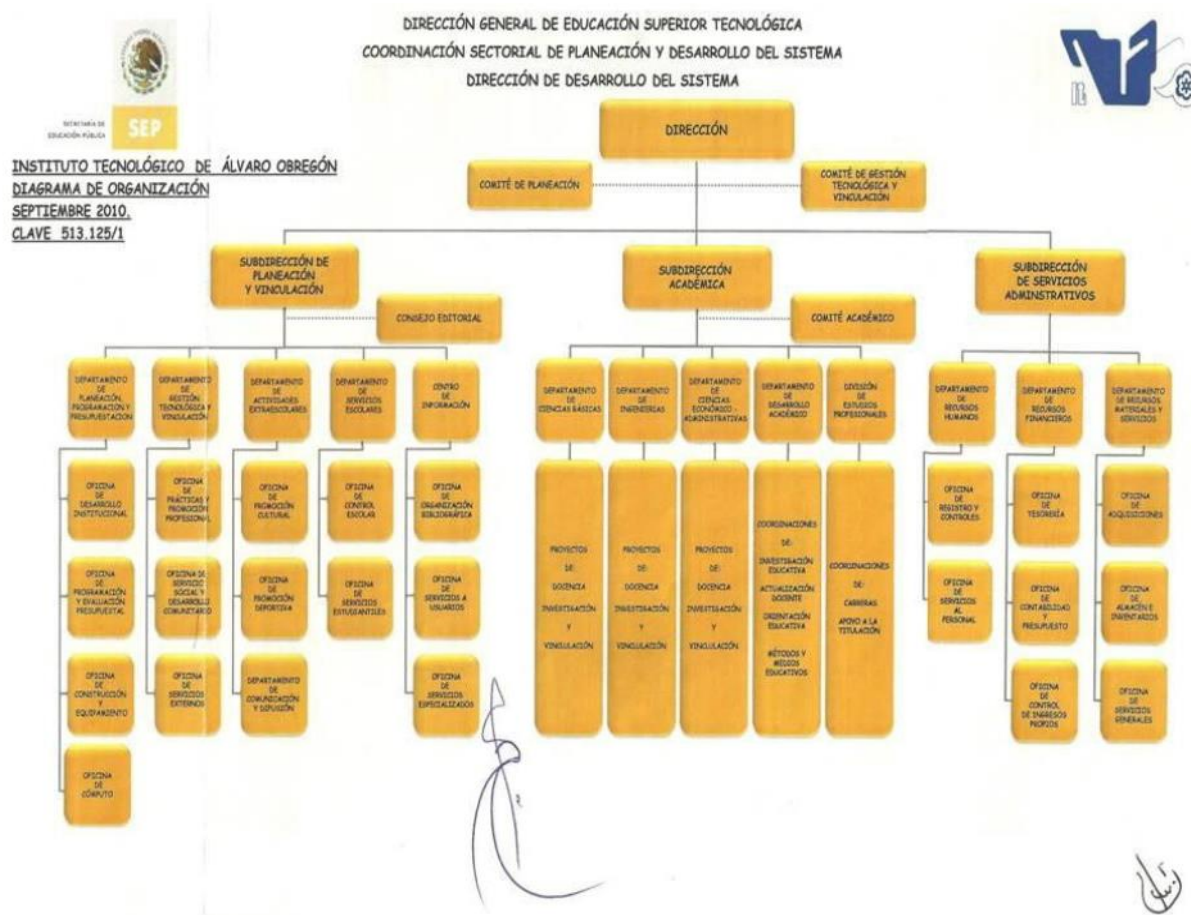 DIRECCIÓN GENERAL DE EDUCACIÓN SUPERIOR TECNOLÓGICA
COORDINACIÓN SECTORIAL DE PLANEACIÓN Y DESARROLLO DEL SISTEMA
DIRECCIÓN DE DESARROLLO DEL SISTEMA
SECRETARÍA DE
EDUCACIÓN PÚBLICA
SEP
INSTITUTO TECNOLÓGICO DE ÁLVARO OBREGÓN
DIAGRAMA DE ORGANIZACIÓN
SEPTIEMBRE 2010.
CLAVE 513.125/1
DIRECCIÓN
COMITÉ DE PLANEACIÓN
COMITÉ DE GESTIÓN
TECNOLÓGICA Y
VINCULACIÓN
SUBDIRECCIÓN DE
PLANEACIÓN
Y VINCULACIÓN
SUBDIRECCIÓN
ACADÉMICA
SUBDIRECCIÓN
DE SERVICIOS
ADMINSTRATIVOS
CONSEJO EDITORIAL
COMITÉ ACADÉMICO
DEPARTAMENTO
DE
PLANEACIÓN,
PROGRAMACIÓN Y
PRESUPUESTACION
DEPARTAMENTO
DE
GESTIÓN
TECNOLÓGICA Y
VINCULACIÓN
DEPARTAMENTO
DE
ACTIVIDADES
EXTRAESCOLARES
DEPARTAMENTO
DE
SERVICIOS
ESCOLARES
CENTRO
DE
INFORMACIÓN
DEPARTAMENTO
DE
CIENCIAS BÁSICAS
DEPARTAMENTO
DE
INGENIERIAS
DEPARTAMENTO
DE
CIENCIAS
ECONÓMICO -
ADMINISTRATIVAS
DEPARTAMENTO
DE
DESARROLLO
ACADÉMICO
DIVISIÓN
DE
ESTUDIOS
PROFESIONALES
DEPARTAMENTO
DE
RECURSOS
HUMANOS
DEPARTAMENTO
DE
RECURSOS
FINANCIEROS
DEPARTAMENTO
DE RECURSOS
MATERIALES Y
SERVICIOS
OFICINA
DE
DESARROLLO
INSTITUCIONAL
OFICINA
DE
PRÁCTICAS Y
PROMOCIÓN
PROFESIONAL
OFICINA
DE
PROMOCIÓN
CULTURAL
OFICINA
DE
CONTROL
ESCOLAR
OFICINA
DE
ORGANIZACIÓN
BIBLIOGRÁFICA
PROYECTOS
DE:
DOCENCIA
INVESTIGACIÓN
Y
VINCULACIÓN
PROYECTOS
DE:
DOCENCIA
INVESTIGACIÓN
Y
VINCULACIÓN
PROYECTOS
DE:
DOCENCIA
INVESTIGACIÓN
Y
VINCULACIÓN
COORDINACIONES
DE:
INVESTIGACIÓN
EDUCATIVA
ACTUALIZACIÓN
DOCENTE
ORIENTACIÓN
EDUCATIVA
MÉTODOS Y
MEDIOS
EDUCATIVOS
COORDINACIONES
DE:
CARRERAS
APOYO A LA
TITULACIÓN
OFICINA
DE
REGISTRO Y
CONTROLES
OFICINA
DE
TESORERÍA
OFICINA
DE
ADQUISICIONES
OFICINA
DE
PROGRAMACIÓN
Y EVALUACIÓN
PRESUPUESTAL
OFICINA DE
SERVICIO
SOCIAL Y
DESARROLLO
COMUNITARIO
OFICINA
DE
PROMOCIÓN
DEPORTIVA
OFICINA
DE
SERVICIOS
ESTUDIANTILES
OFICINA
DE
SERVICIOS A
USUARIOS
OFICINA
DE SERVICIOS
AL
PERSONAL
OFICINA
DE
CONTABILIDAD
Y
PRESUPUESTO
OFICINA
DE
ALMACÉN E
INVENTARIOS
OFICINA
DE
CONSTRUCCIÓN
Y
EQUIPAMIENTO
OFICINA
DE
SERVICIOS
EXTERNOS
DEPARTAMENTO
DE
COMUNICACIÓN
Y DIFUSIÓN
OFICINA
DE
SERVICIOS
ESPECIALIZADOS
OFICINA
DE
CONTROL
DE INGRESOS
PROPIOS
OFICINA
DE
SERVICIOS
GENERALES
OFICINA
DE
CÓMPUTO